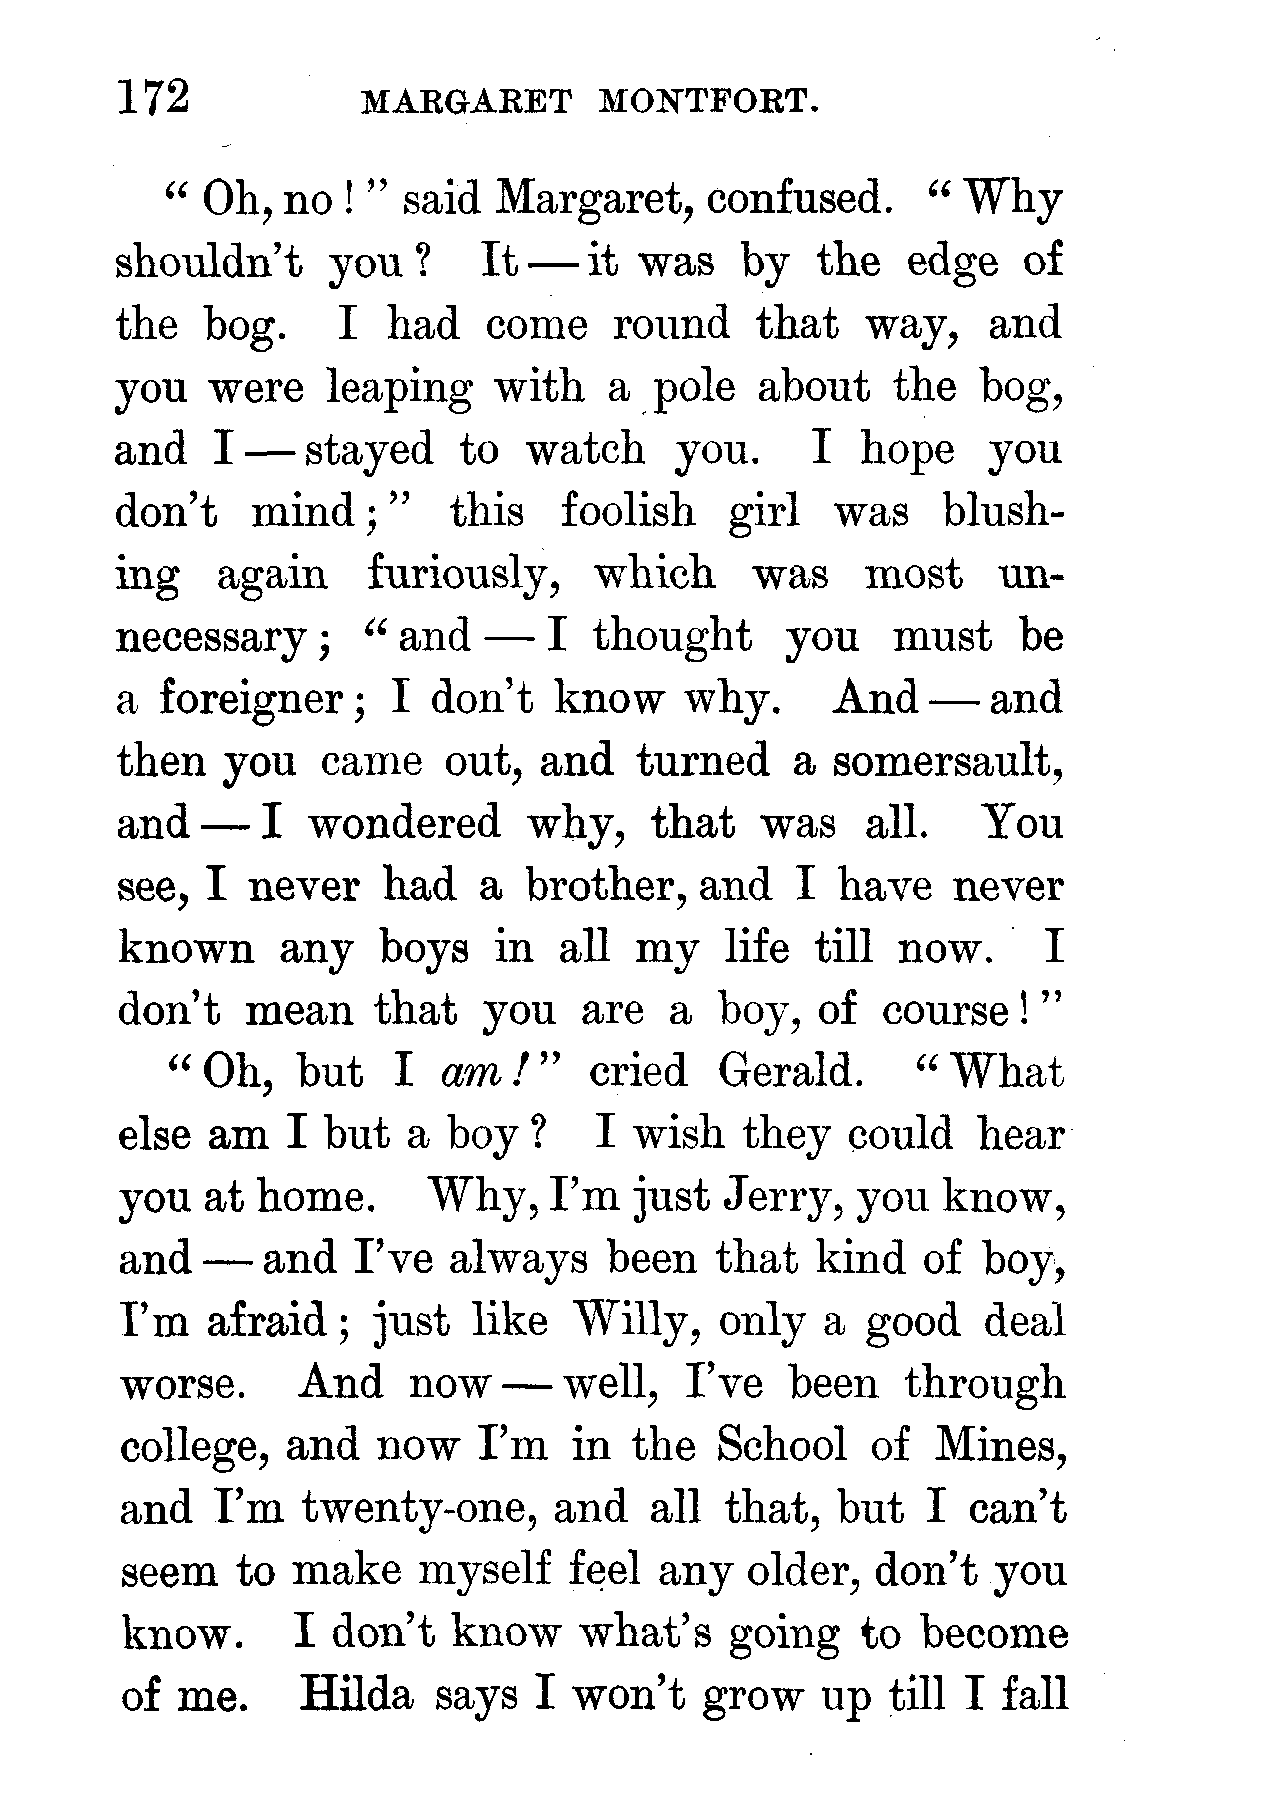 172 MARGARET MONTFORT.
“ Oh, no ! ” said Margaret, confused. “ Why
shouldn’t you ? It — it was by the edge of
the bog. I had come round that way, and
you were leaping with a pole about the bog,
and I — stayed to watch you. I hope you
don’t mind ; ” this foolish girl was blush-
ing again furiously, which was most un-
necessary ; “ and — I thought you must be
a foreigner ; I don’t know why. And — and
then you came out, and turned a somersault,
and — I wondered why, that was all. You
see, I never had a brother, and I have never
known any boys in all my life till now. I
don’t mean that you are a boy, of course ! ”
“ Oh, but I am ! ” cried Gerald. “ What
else am I but a boy ? I wish they could hear
you at home. Why, I’m just Jerry, you know,
and — and I’ve always been that kind of boy,
I’m afraid ; just like Willy, only a good deal
worse. And now — well, I’ve been through
college, and now I’m in the School of Mines,
and I’m twenty-one, and all that, but I can’t
seem to make myself feel any older, don’t you
know. I don’t know what’s going to become
of me. Hilda says I won’t grow up till I fall